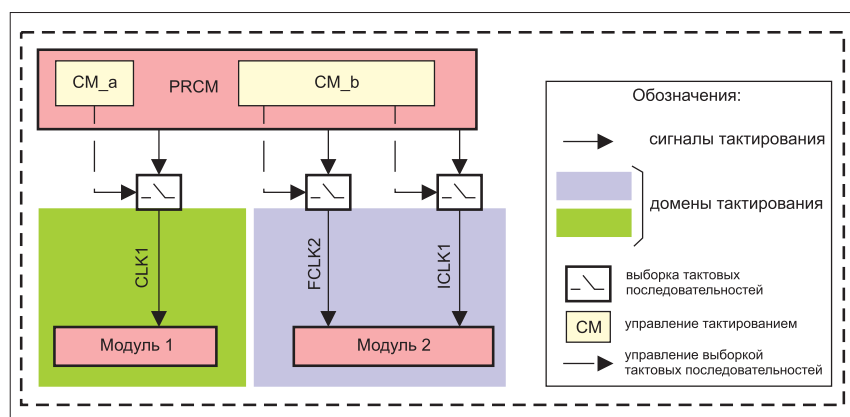 CM_a
PRCM
CM_b
CLK1
FCLK2
ICLK1
Модуль 1
Модуль 2
Обозначения:
сигналы тактирования
домены тактирования
выборка тактовых
последовательностей
CM
управление тактированием
управление выборкой
тактовых последовательностей